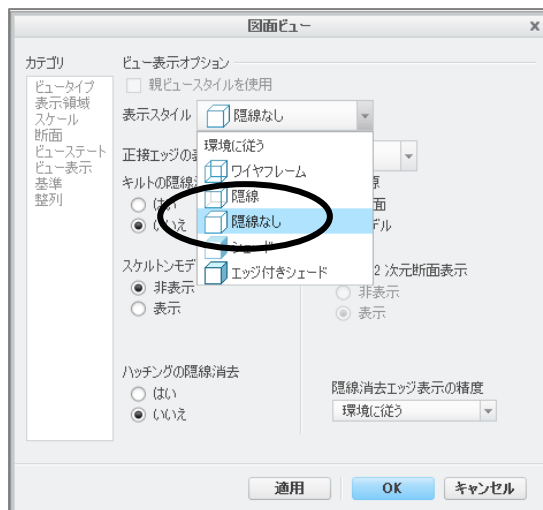 図面ビュー
カテゴリ
ビュータイプ
表示領域
スケール
断面
ビューステート
ビュー表示
基準
整列
ビュー表示オプション
親ビュースタイルを使用
表示スタイル 隠線なし
環境に従う
ワイヤフレーム
隠線
隠線なし
シェード
エッジ付きシェード
正接エッジの
キルトの隠線
はい
いいえ
スケルトンモデ
非表示
表示
ハッチングの隠線消去
はい
いいえ
面
デル
2 次元断面表示
非表示
表示
隠線消去エッジ表示の精度
環境に従う
適用 OK キャンセル